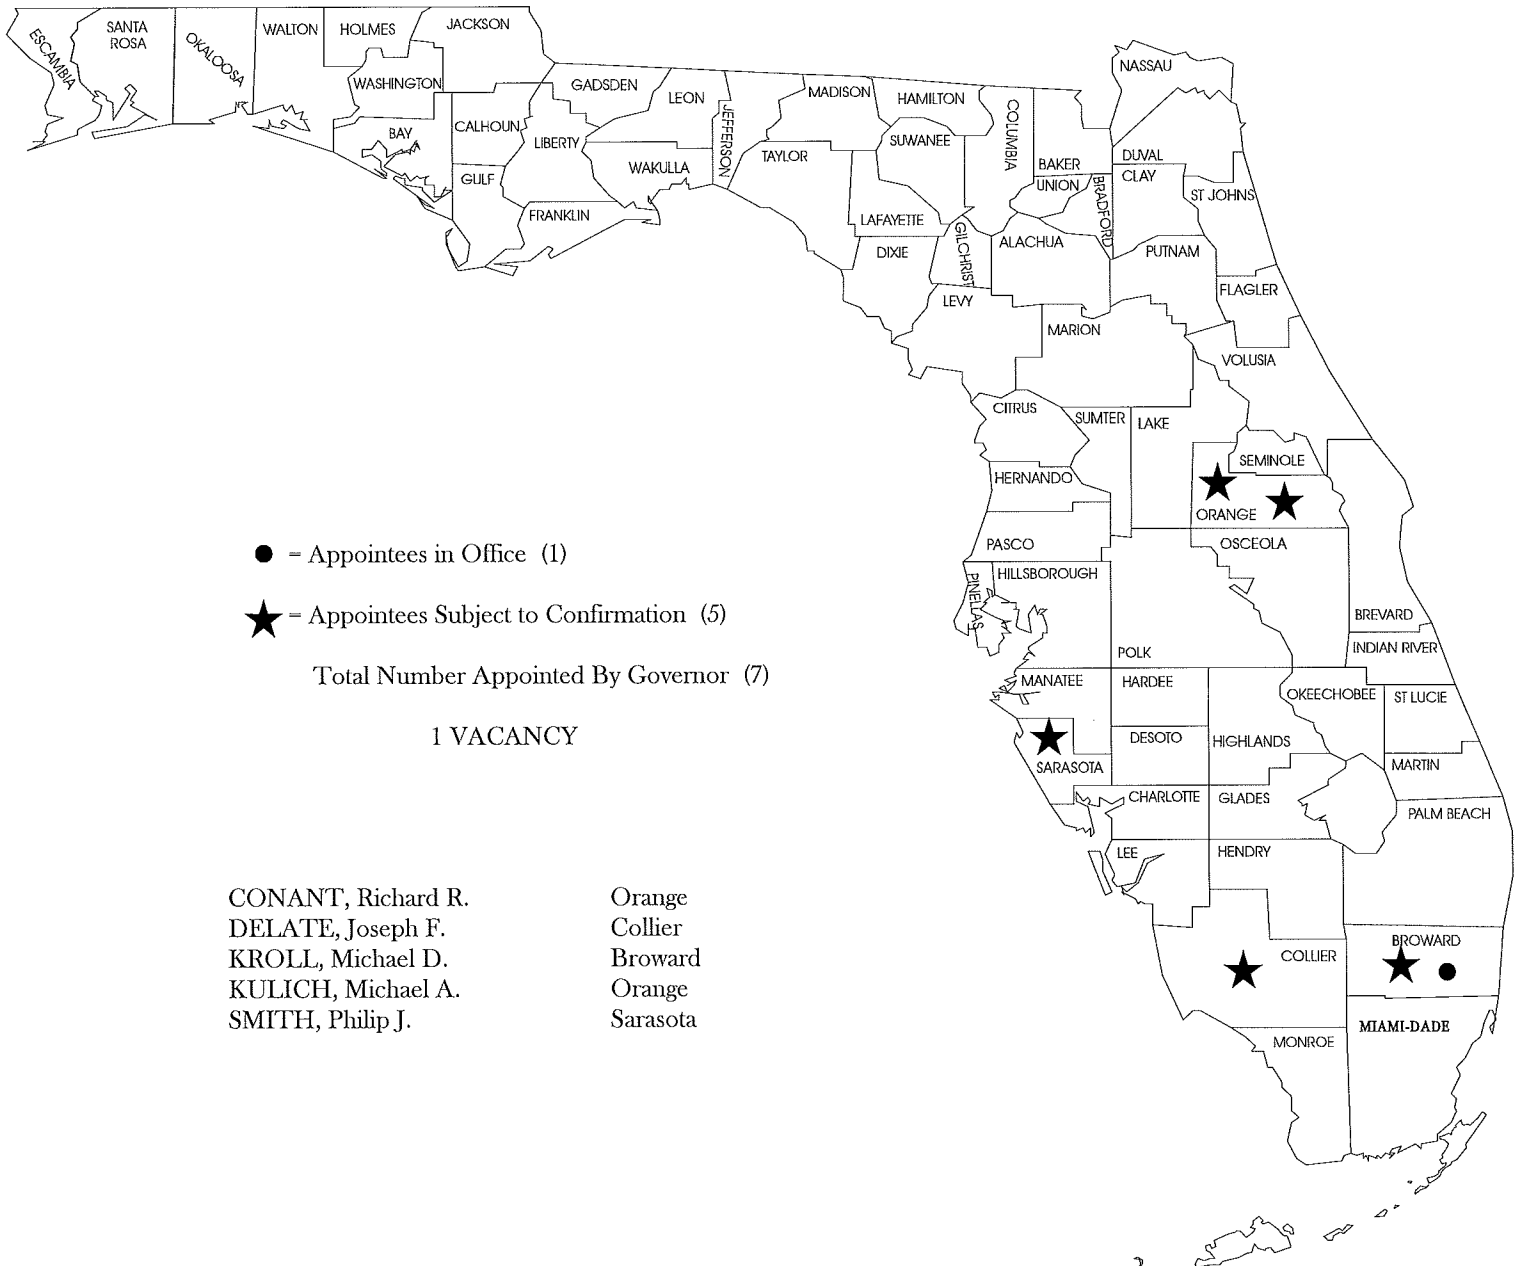 ESCAMBIA
SANTA
ROSA
OKALOOSA
WALTON
HOLMES
JACKSON
WASHINGTON
BAY
CALHOUN
GULF
GADSDEN
LIBERTY
FRANKLIN
LEON
WAKULLA
JEFFERSON
MADISON
TAYLOR
HAMILTON
SUWANEE
LAFAYETTE
DIXIE
COLUMBIA
GILCHRIST
LEVY
NASSAU
BAKER
UNION
BRADFORD
ALACHUA
DUVAL
CLAY
ST JOHNS
PUTNAM
FLAGLER
MARION
VOLUSIA
CITRUS
SUMTER
LAKE
SEMINOLE
HERNANDO
ORANGE
PASCO
OSCEOLA
HILLSBOROUGH
PINELLAS
POLK
BREVARD
INDIAN RIVER
MANATEE
HARDEE
OKEECHOBEE
ST LUCIE
DESOTO
HIGHLANDS
SARASOTA
MARTIN
CHARLOTTE
GLADES
PALM BEACH
LEE
HENDRY
COLLIER
BROWARD
MIAMI-DADE
MONROE
= Appointees in Office (1)
= Appointees Subject to Confirmation (5)
Total Number Appointed By Governor (7)
1 VACANCY
CONANT, Richard R. Orange
DELATE, Joseph F. Collier
KROLL, Michael D. Broward
KULICH, Michael A. Orange
SMITH, Philip J. Sarasota